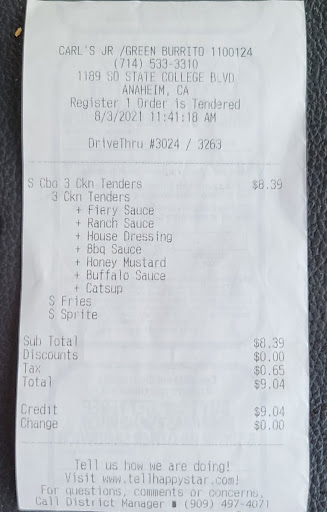 CARL'S JR /GREEN BURRITO 1100124
(714) 533-3310
1189 SO STATE COLLEGE BLVD
ANAHEIM, CA
Register 1 Order is Tendered
8/3/2021 11:41:18 AM
DriveThru #3024 / 3263
S Cbo 3 Ckn Tenders $8.39
3 Ckn Tenders
+ Fiery Sauce
+ Ranch Sauce
+ House Dressing
+ Bbq Sauce
+ Honey Mustard
+ Buffalo Sauce
+ Catsup
S Fries
S Sprite
Sub Total $8.39
Discounts $0.00
Tax $0.65
Total $9.04
Credit $9.04
Change $0.00
Tell us how we are doing!
Visit www.tellhappystar.com!
For questions, comments or concerns,
Call District Manager (909) 497-4071